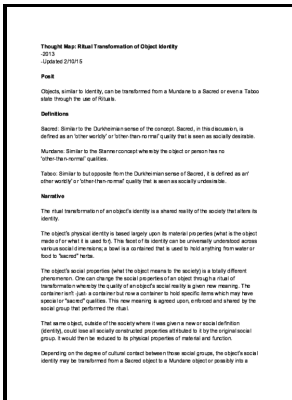 Thought Map: Ritual Transformation of Object Identity
-2013
-Updated 2/10/15
Posit
Objects, similar to Identity, can be transformed from a Mundane to a Sacred or even a Taboo
state through the use of Rituals.
Definitions
Sacred: Similar to the Durkheimian sense of the concept. Sacred, in this discussion, is
defined as an 'other worldly' or 'other-than-normal' quality that is seen as socially desirable.
Mundane: Similar to the Stanner concept whereby the object or person has no
'other-than-normal' qualities.
Taboo: Similar to but opposite from the Durkheimian sense of Sacred, it is defined as an'
other worldly' or 'other-than-normal' quality that is seen as socially undesirable.
Narrative
The ritual transformation of an object's identity is a shared reality of the society that alters its
identity.
The object's physical identity is based largely upon its material properties (what is the object
made of or what it is used for). This facet of its identity can be universally understood across
various social dimensions; a bowl is a contained that is used to hold anything from water or
food to "sacred" herbs.
The object's social properties (what the object means to the society) is a totally different
phenomenon. One can change the social properties of an object through a ritual of
transformation whereby the quality of an object's social reality is given new meaning. The
container isn't -just- a container but now a container to hold specific items which may have
special or "sacred" qualities. This new meaning is agreed upon, enforced and shared by the
social group that performed the ritual.
That same object, outside of the society where it was given a new or social definition
(identity), could lose all socially constructed properties attributed to it by the original social
group. It would then be reduced to its physical properties of material and function.
Depending on the degree of cultural contact between those social groups, the object's social
identity may be transformed from a Sacred object to a Mundane object or possibly into a